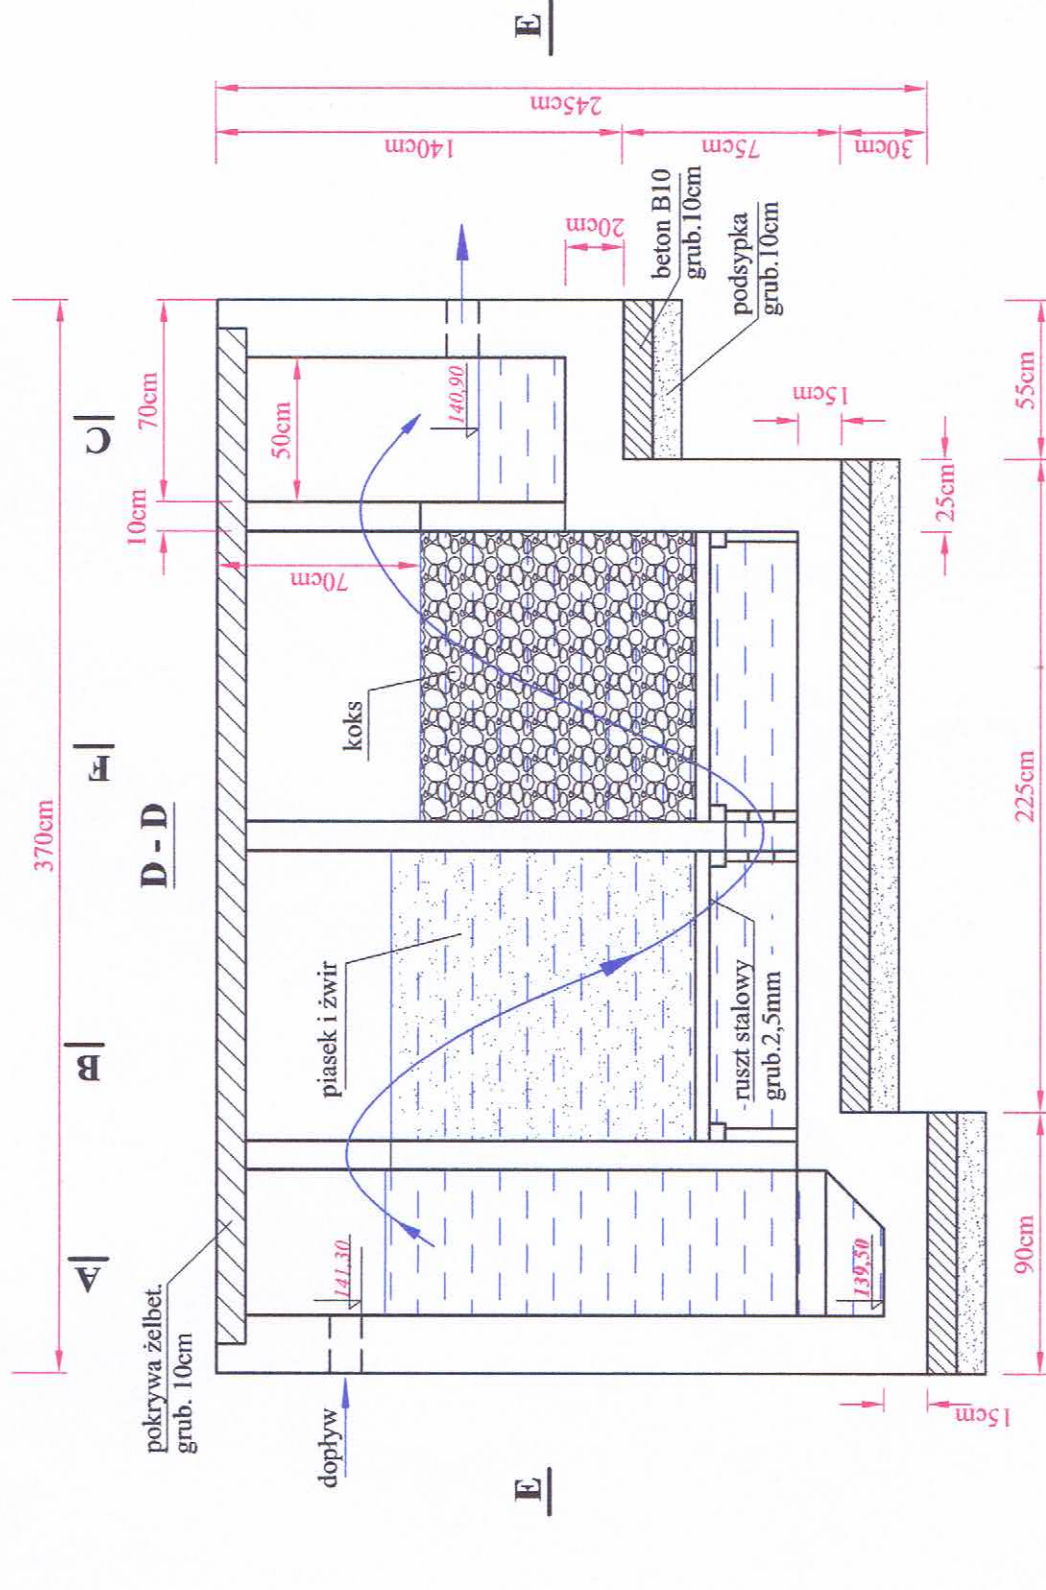 370cm
A
B
F
C
D - D
pokrywa żelbet.
grub. 10cm
10cm
70cm
50cm
70cm
140cm
245cm
75cm
30cm
20cm
dopływ
141,30
piasek i żwir
koks
140,90
beton B10
grub.10cm
podsypka
grub.10cm
ruszt stalowy
grub.2,5mm
139,50
15cm
15cm
25cm
90cm
225cm
55cm
E
E